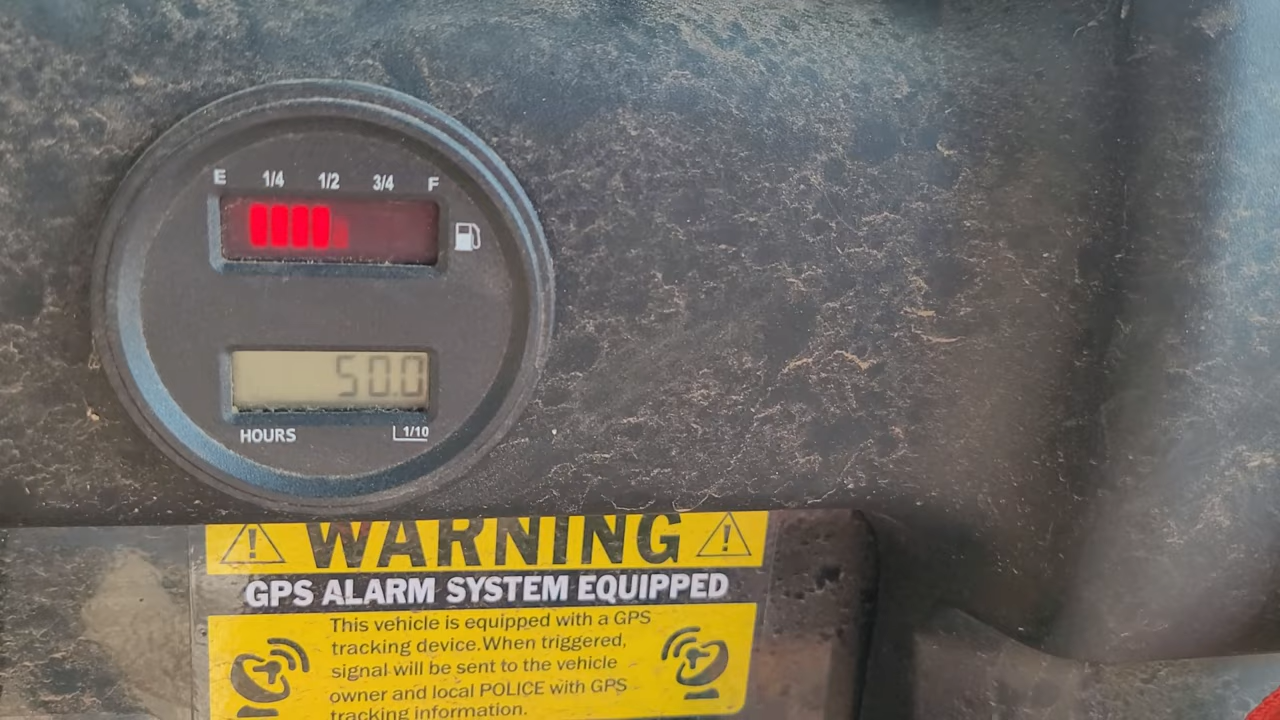 E 1/4 1/2 3/4 F
50.0
HOURS 1/10
WARNING
GPS ALARM SYSTEM EQUIPPED
This vehicle is equipped with a GPS
tracking device.When triggered,
signal will be sent to the vehicle
owner and local POLICE with GPS
tracking information.